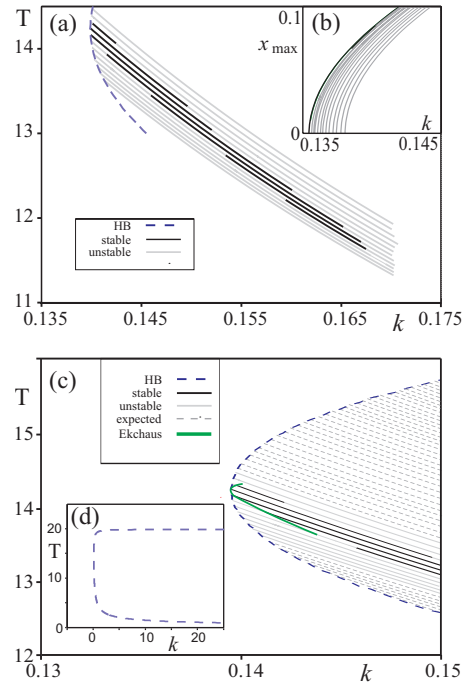 T
14
13
12
11
(a)
HB
stable
unstable
0.135
0.145
0.155
0.165
k
0.175
0.1
(b)
x max
0
k
0.135
0.145
T
15
14
13
12
(c)
HB
stable
unstable
expected
Ekchaus
(d)
20
T
10
0
0
10
20
k
0.13
0.14
k
0.15